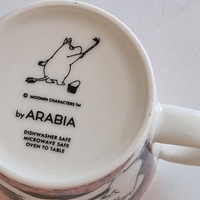 © MOOMIN CHARACTERS™
by ARABIA
DISHWASHER SAFE
MICROWAVE SAFE
OVEN TO TABLE